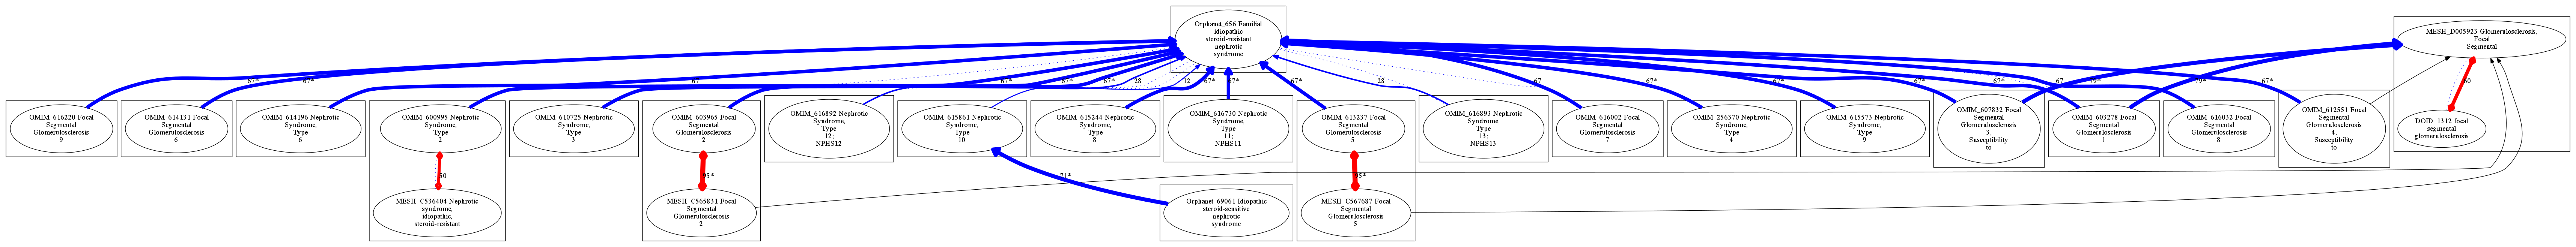 Orphanet_656 Familial
idiopathic
steroid-resistant
nephrotic
syndrome
MESH_D005923 Glomerulosclerosis,
Focal
Segmental
67*
67*
67
67*
67*
67*
28
12
67*
67*
67*
28
67
67*
67*
67*
79*
67
79*
67*
60
OMIM_616220 Focal
Segmental
Glomerulosclerosis
9
OMIM_614131 Focal
Segmental
Glomerulosclerosis
6
OMIM_614196 Nephrotic
Syndrome,
Type
6
OMIM_600995 Nephrotic
Syndrome,
Type
2
OMIM_610725 Nephrotic
Syndrome,
Type
3
OMIM_603965 Focal
Segmental
Glomerulosclerosis
2
OMIM_616892 Nephrotic
Syndrome,
Type
12;
NPHS12
OMIM_615861 Nephrotic
Syndrome,
Type
10
OMIM_615244 Nephrotic
Syndrome,
Type
8
OMIM_616730 Nephrotic
Syndrome,
Type
11;
NPHS11
OMIM_613237 Focal
Segmental
Glomerulosclerosis
5
OMIM_616893 Nephrotic
Syndrome,
Type
13;
NPHS13
OMIM_616002 Focal
Segmental
Glomerulosclerosis
7
OMIM_256370 Nephrotic
Syndrome,
Type
4
OMIM_615573 Nephrotic
Syndrome,
Type
9
OMIM_607832 Focal
Segmental
Glomerulosclerosis
3,
Susceptibility
to
OMIM_603278 Focal
Segmental
Glomerulosclerosis
1
OMIM_616032 Focal
Segmental
Glomerulosclerosis
8
OMIM_612551 Focal
Segmental
Glomerulosclerosis
4,
Susceptibility
to
DOID_1312 focal
segmental
glomerulosclerosis
50
95*
71*
95*
MESH_C536404 Nephrotic
syndrome,
idiopathic,
steroid-resistant
MESH_C565831 Focal
Segmental
Glomerulosclerosis
2
Orphanet_69061 Idiopathic
steroid-sensitive
nephrotic
syndrome
MESH_C567687 Focal
Segmental
Glomerulosclerosis
5